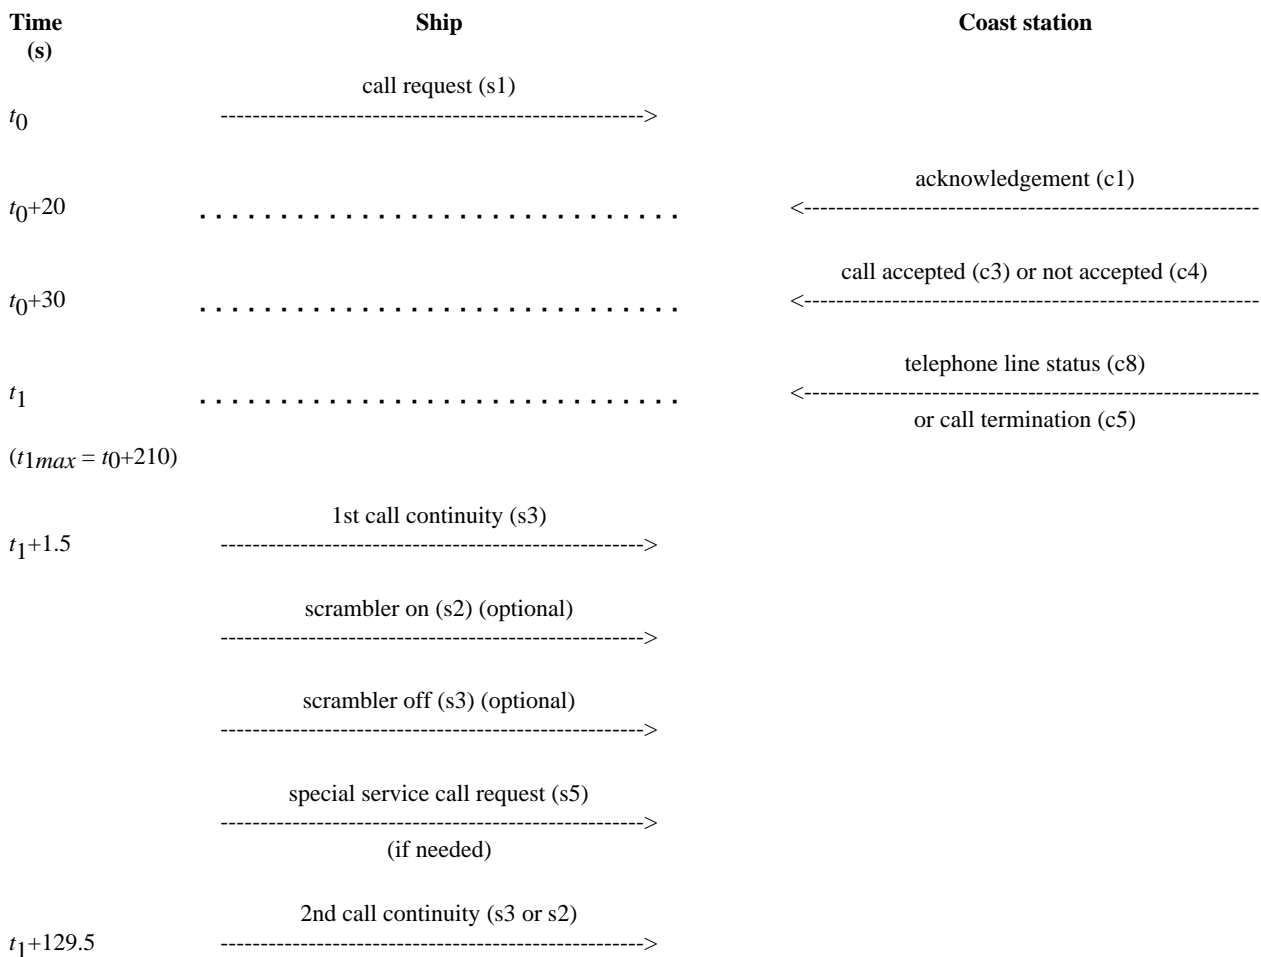 Time Ship Coast station
(s)
call request (s1)
t0 ---------------------------------------------------->
acknowledgement (c1)
t0+20 . . . . . . . . . . . . . . . . . . . . . . . . . . . . . . <--------------------------------------------------------
call accepted (c3) or not accepted (c4)
t0+30 . . . . . . . . . . . . . . . . . . . . . . . . . . . . . . <--------------------------------------------------------
telephone line status (c8)
t1 . . . . . . . . . . . . . . . . . . . . . . . . . . . . . . <--------------------------------------------------------
or call termination (c5)
(t1max = t0+210)
1st call continuity (s3)
t1+1.5 ---------------------------------------------------->
scrambler on (s2) (optional)
---------------------------------------------------->
scrambler off (s3) (optional)
---------------------------------------------------->
special service call request (s5)
---------------------------------------------------->
(if needed)
2nd call continuity (s3 or s2)
t1+129.5 ---------------------------------------------------->